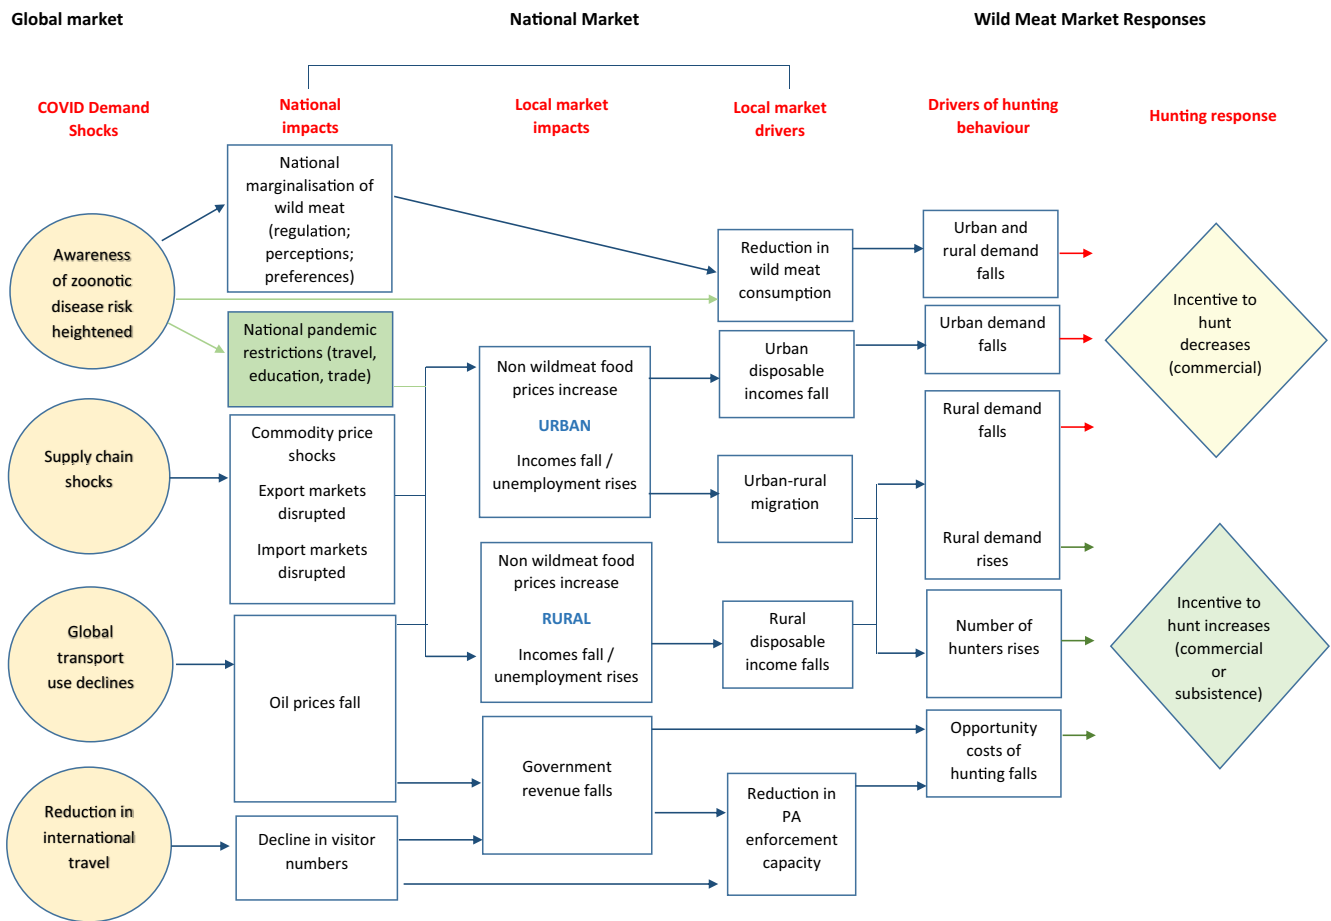 Global market
National Market
Wild Meat Market Responses
COVID Demand
Shocks
National
impacts
Local market
impacts
Local market
drivers
Drivers of hunting
behaviour
Hunting response
Awareness
of zoonotic
disease risk
heightened
Supply chain
shocks
Global
transport
use declines
Reduction in
international
travel
National
marginalisation of
wild meat
(regulation;
perceptions;
preferences)
National pandemic
restrictions (travel,
education, trade)
Commodity price
shocks
Export markets
disrupted
Import markets
disrupted
Oil prices fall
Decline in visitor
numbers
Non wildmeat food
prices increase
URBAN
Incomes fall /
unemployment rises
Non wildmeat food
prices increase
RURAL
Incomes fall /
unemployment rises
Government
revenue falls
Reduction in
wild meat
consumption
Urban
disposable
incomes fall
Urban-rural
migration
Rural
disposable
income falls
Reduction in
PA
enforcement
capacity
Urban and
rural demand
falls
Urban demand
falls
Rural demand
falls
Rural demand
rises
Number of
hunters rises
Opportunity
costs of
hunting falls
Incentive to
hunt
decreases
(commercial)
Incentive to
hunt increases
(commercial
or
subsistence)